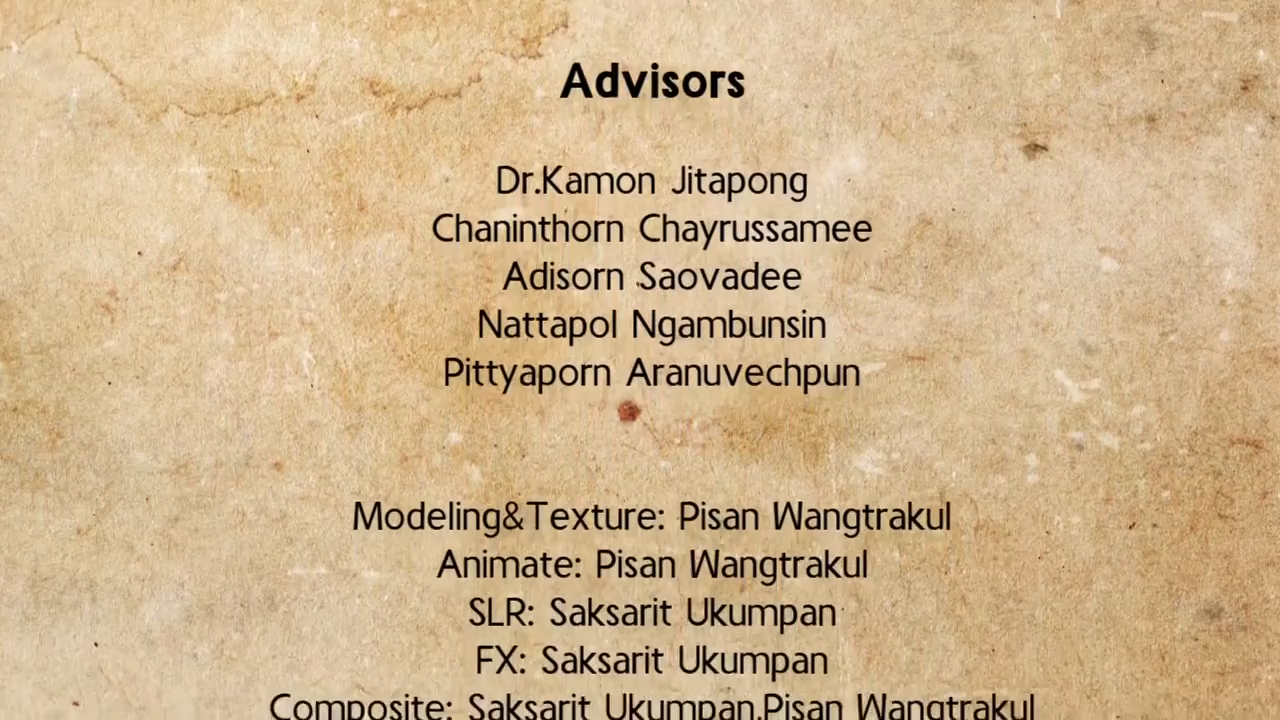 Advisors
Dr.Kamon Jitapong
Chaninthorn Chayrussamee
Adisorn Saovadee
Nattapol Ngambunsin
Pittyaporn Aranuvechpun
Modeling&Texture: Pisan Wangtrakul
Animate: Pisan Wangtrakul
SLR: Saksarit Ukumpan
FX: Saksarit Ukumpan
Composite: Saksarit Ukumpan,Pisan Wangtrakul